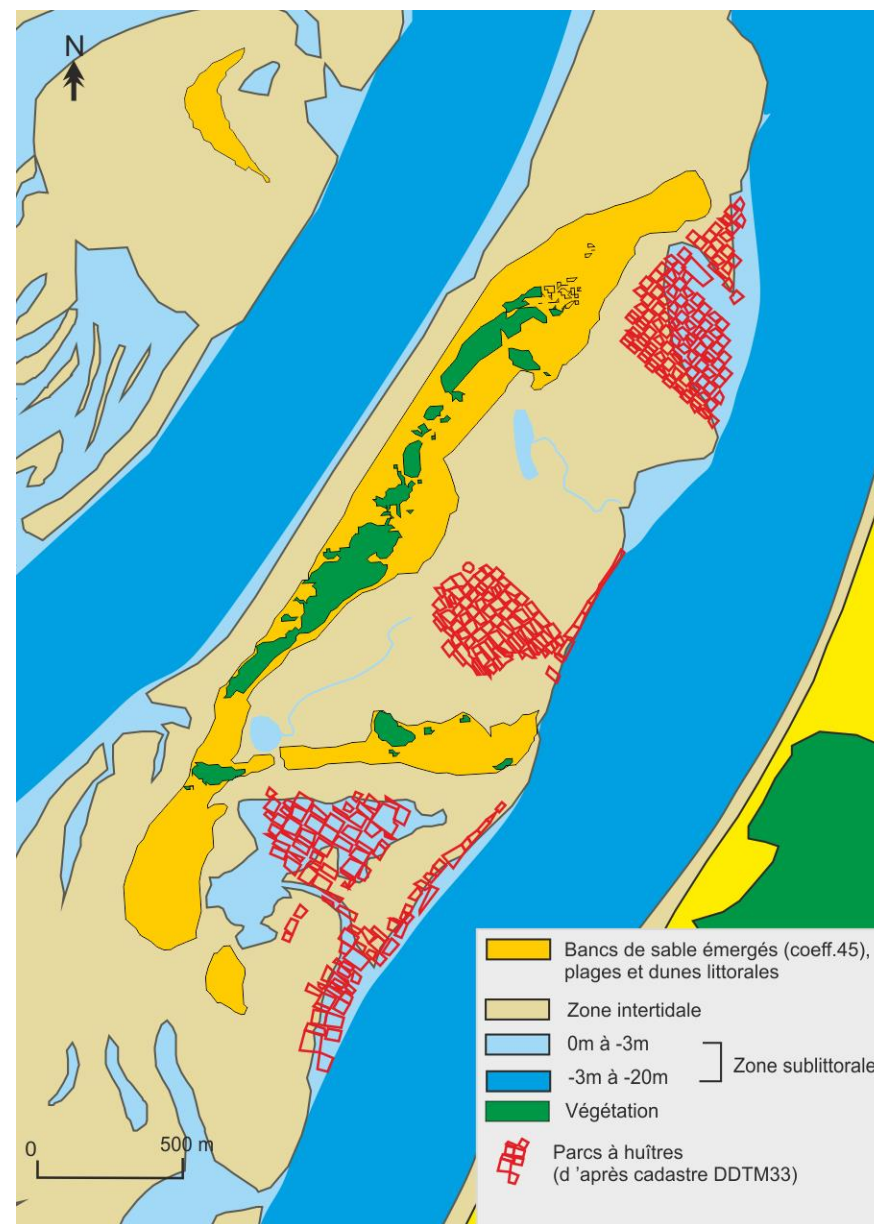 N
Bancs de sable émergés (coeff.45),
plages et dunes littorales
Zone intertidale
0m à -3m
Zone sublittorale
-3m à -20m
Végétation
Parcs à huîtres
(d 'après cadastre DDTM33)
0
500 m